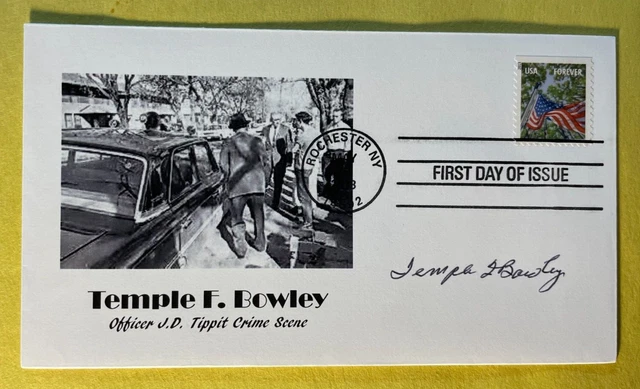 USA FOREVER
ROCHESTER NY
FIRST DAY OF ISSUE
Temple F. Bowley
Temple F. Bowley
Officer J.D. Tippit Crime Scene